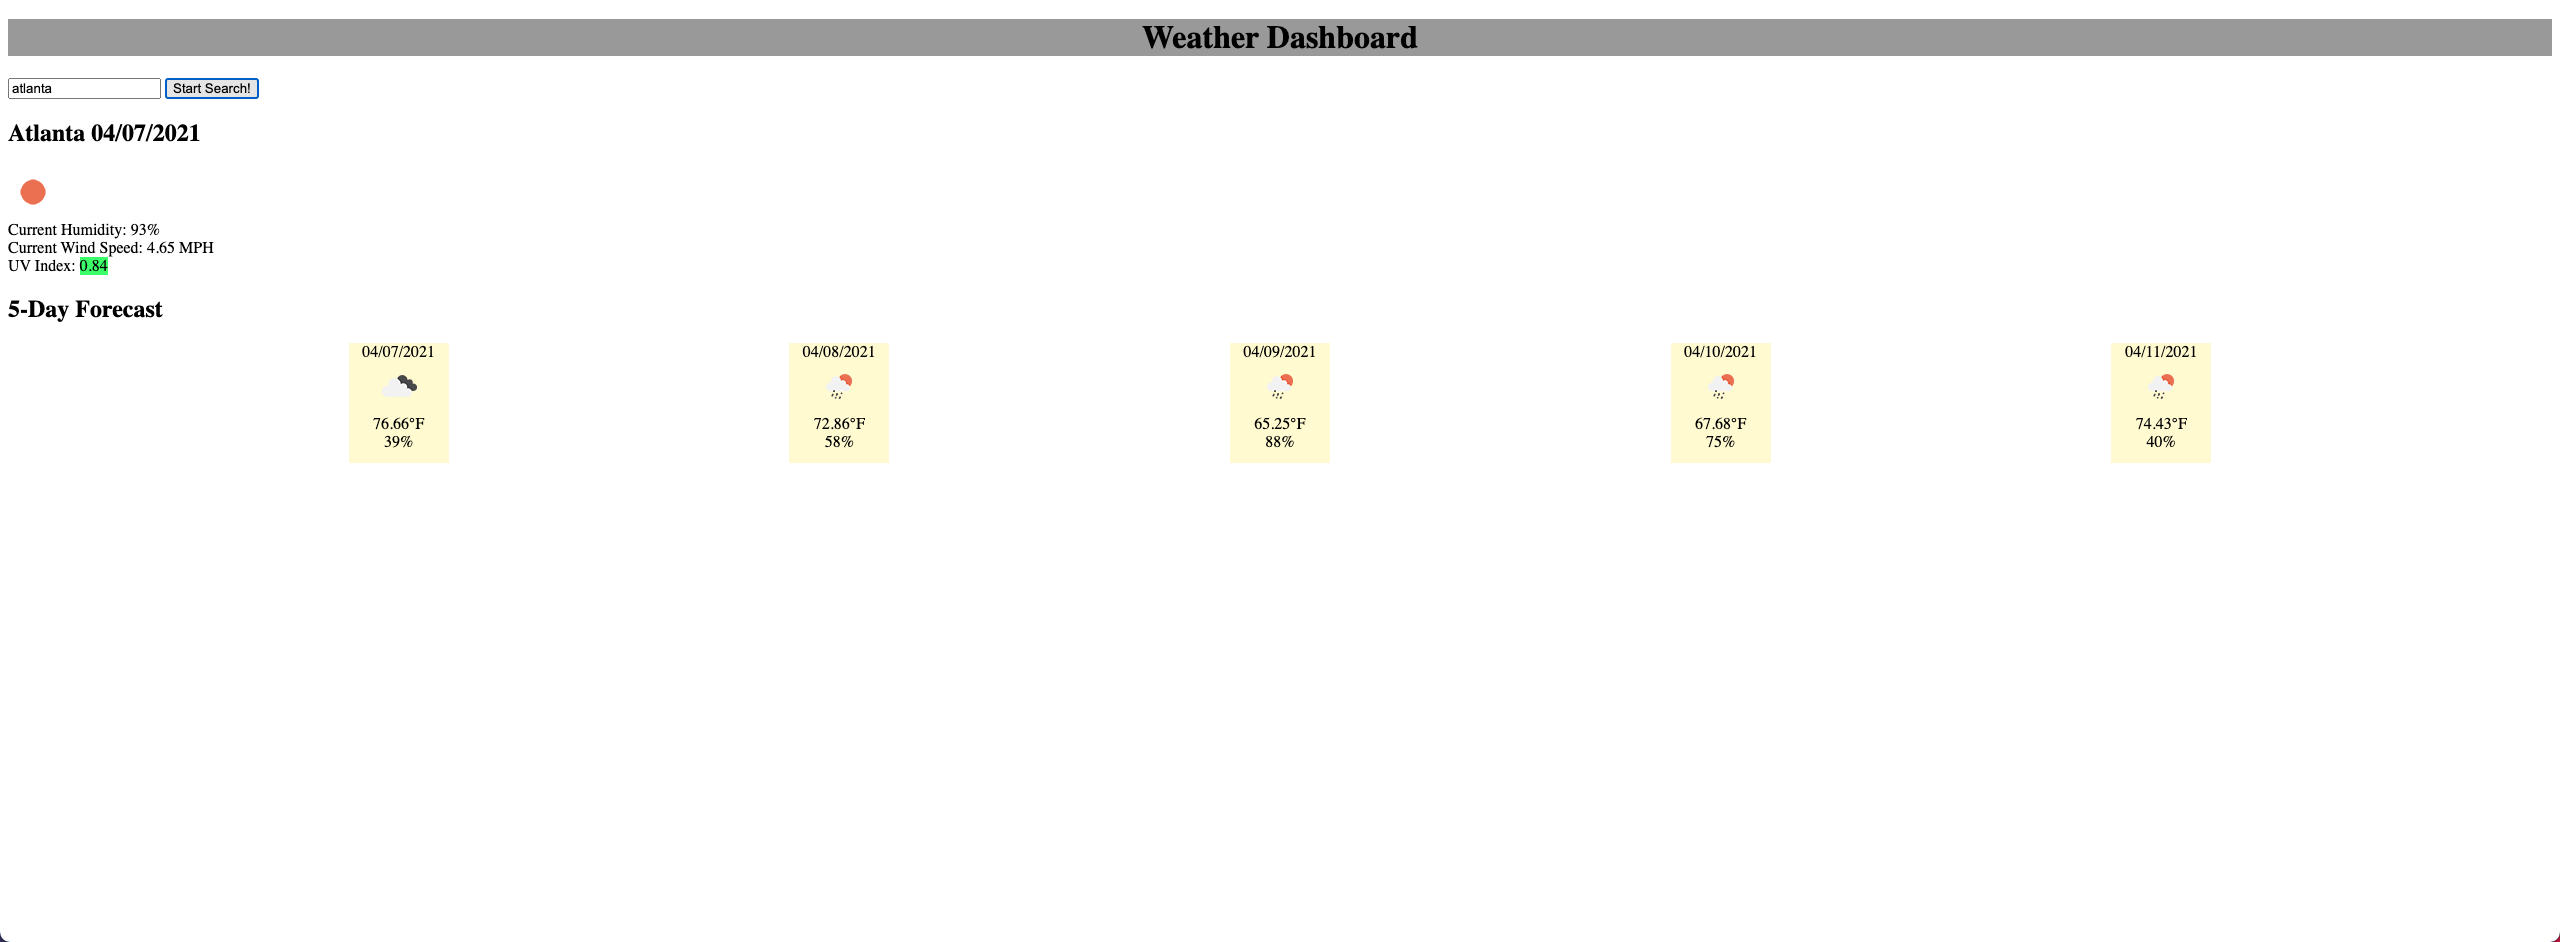 Weather Dashboard
atlanta Start Search!
Atlanta 04/07/2021
Current Humidity: 93%
Current Wind Speed: 4.65 MPH
UV Index: 0.84
5-Day Forecast
04/07/2021 04/08/2021 04/09/2021 04/10/2021 04/11/2021
76.66°F 72.86°F 65.25°F 67.68°F 74.43°F
39% 58% 88% 75% 40%